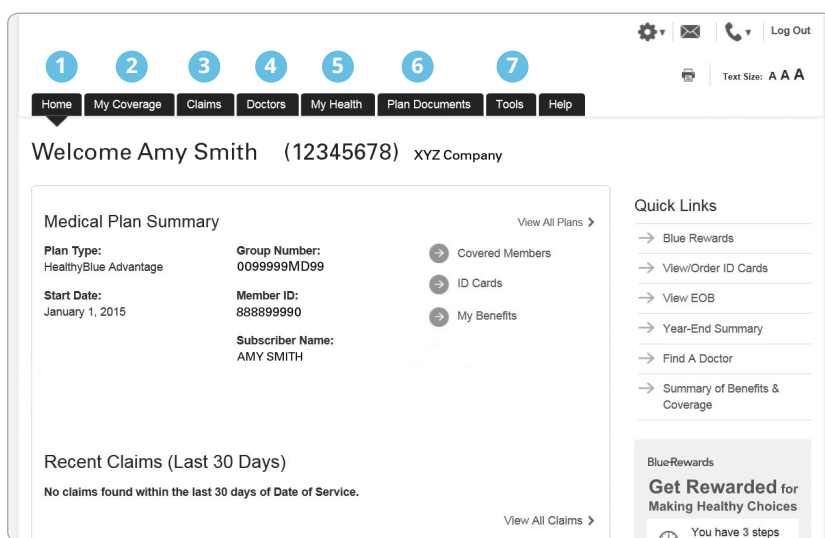 Log Out
Text Size: A A A
1 2 3 4 5 6 7
Home My Coverage Claims Doctors My Health Plan Documents Tools Help
Welcome Amy Smith (12345678) XYZ Company
Medical Plan Summary
View All Plans
Plan Type:
HealthyBlue Advantage
Start Date:
January 1, 2015
Group Number:
0099999MD99
Member ID:
888899990
Subscriber Name:
AMY SMITH
Covered Members
ID Cards
My Benefits
Recent Claims (Last 30 Days)
No claims found within the last 30 days of Date of Service.
View All Claims
Quick Links
Blue Rewards
View/Order ID Cards
View EOB
Year-End Summary
Find A Doctor
Summary of Benefits &
Coverage
BlueRewards
Get Rewarded for
Making Healthy Choices
You have 3 steps